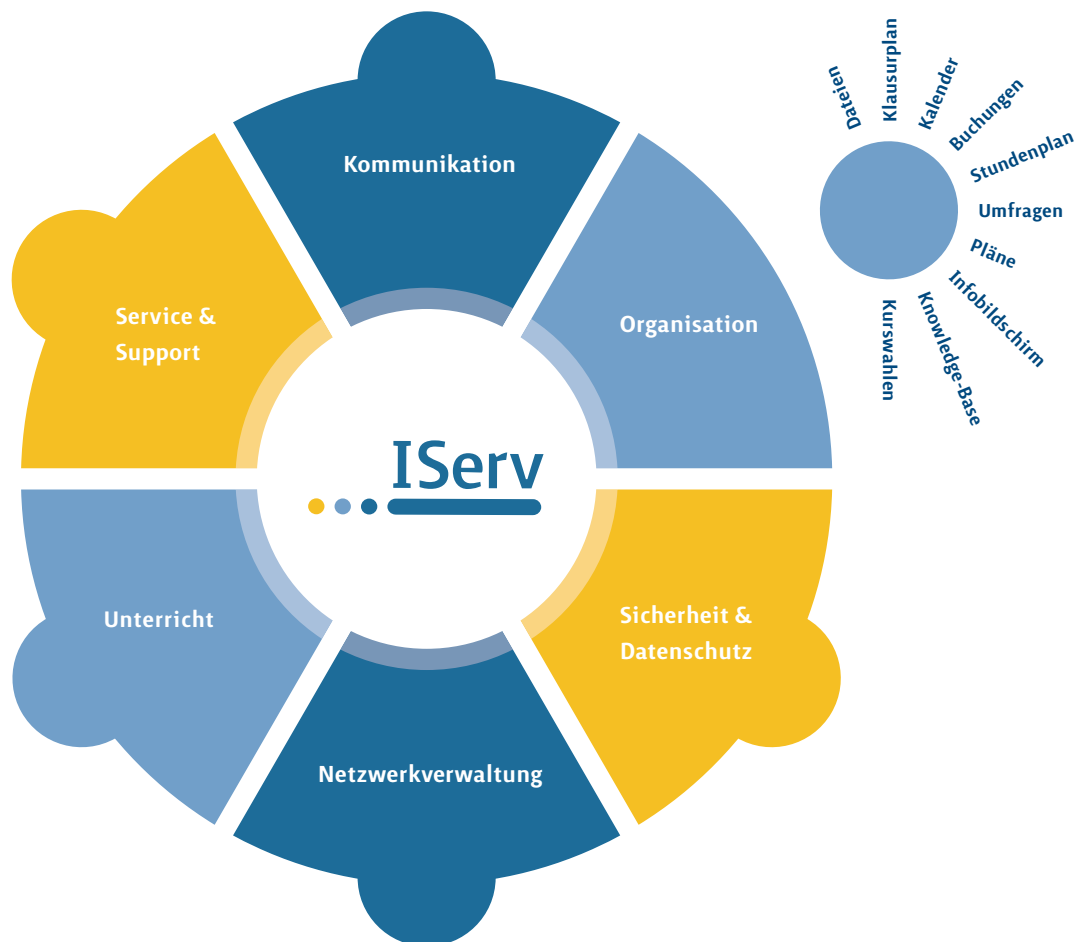 Kommunikation
Organisation
Service &
Support
IServ
Unterricht
Sicherheit &
Datenschutz
Netzwerkverwaltung
Dateien
Klausurplan
Kalender
Buchungen
Stundenplan
Umfragen
Pläne
Infobildschirm
Knowledge-Base
Kurswahlen